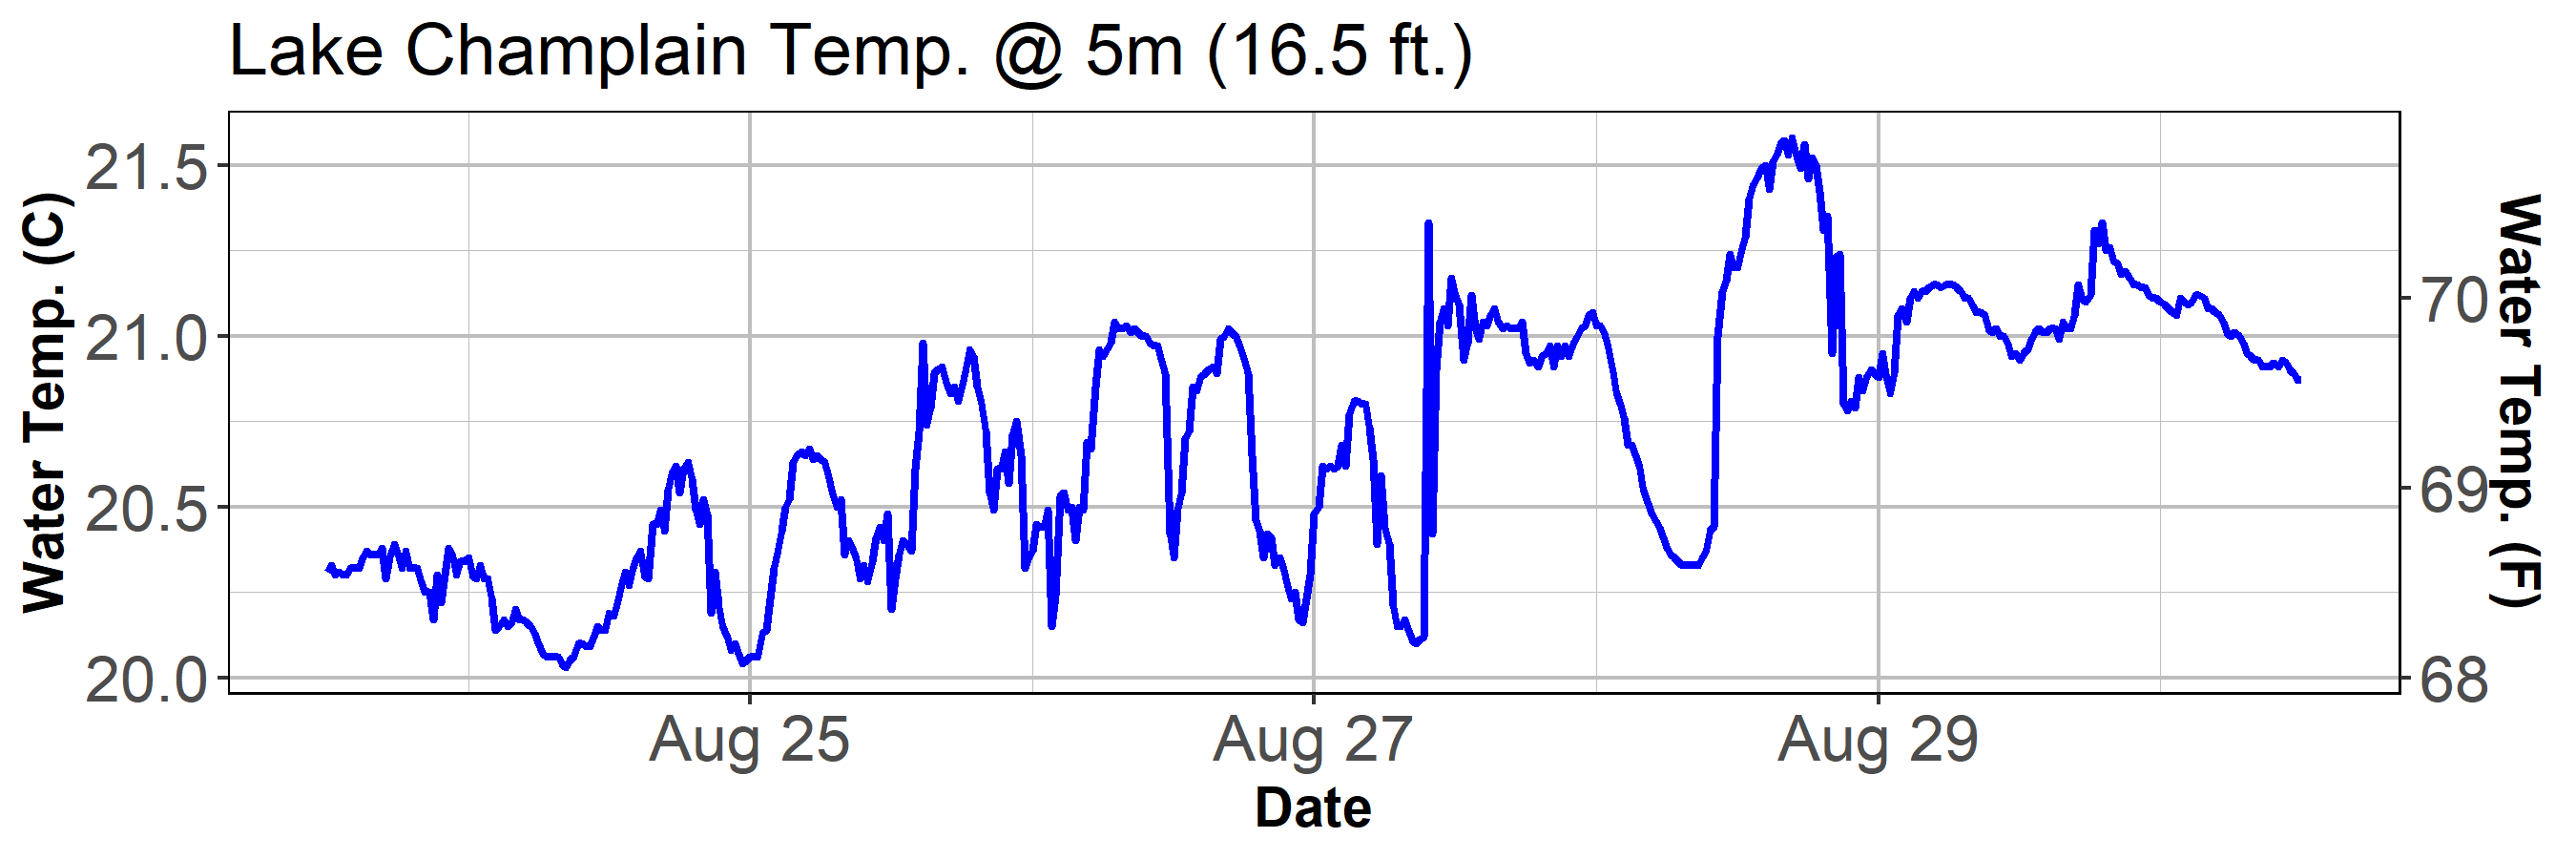 Lake Champlain Temp. @ 5m (16.5 ft.)
Water Temp. (C)
21.5
21.0
20.5
20.0
70
69
68
Water Temp. (F)
Aug 25 Aug 27 Aug 29
Date